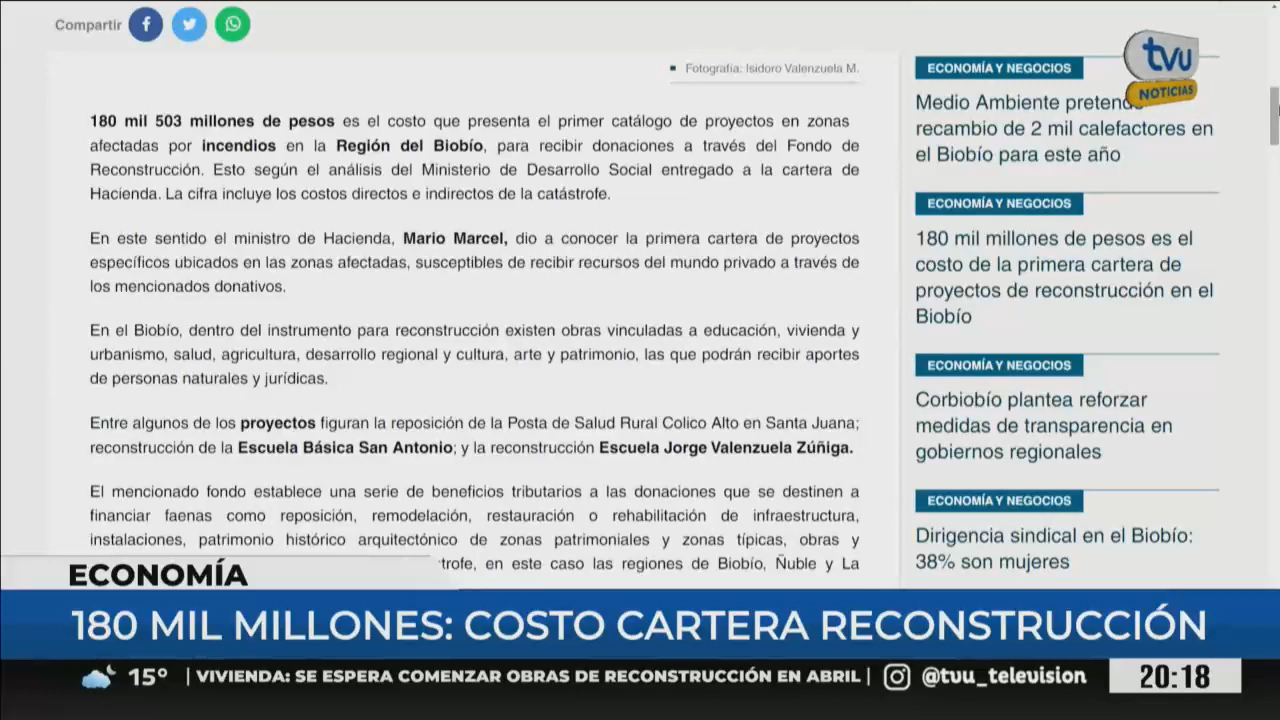 Compartir
Fotografía: Isidoro Valenzuela M.
180 mil 503 millones de pesos es el costo que presenta el primer catálogo de proyectos en zonas
afectadas por incendios en la Región del Biobío, para recibir donaciones a través del Fondo de
Reconstrucción. Esto según el análisis del Ministerio de Desarrollo Social entregado a la cartera de
Hacienda. La cifra incluye los costos directos e indirectos de la catástrofe.
En este sentido el ministro de Hacienda, Mario Marcel, dio a conocer la primera cartera de proyectos
específicos ubicados en las zonas afectadas, susceptibles de recibir recursos del mundo privado a través de
los mencionados donativos.
En el Biobío, dentro del instrumento para reconstrucción existen obras vinculadas a educación, vivienda y
urbanismo, salud, agricultura, desarrollo regional y cultura, arte y patrimonio, las que podrán recibir aportes
de personas naturales y jurídicas.
Entre algunos de los proyectos figuran la reposición de la Posta de Salud Rural Colico Alto en Santa Juana;
reconstrucción de la Escuela Básica San Antonio; y la reconstrucción Escuela Jorge Valenzuela Zúñiga.
El mencionado fondo establece una serie de beneficios tributarios a las donaciones que se destinen a
financiar faenas como reposición, remodelación, restauración o rehabilitación de infraestructura,
instalaciones, patrimonio histórico arquitectónico de zonas patrimoniales y zonas típicas, obras y
trofe, en este caso las regiones de Biobío, Ñuble y La
tvu
NOTICIAS
ECONOMÍA Y NEGOCIOS
Medio Ambiente pretende
recambio de 2 mil calefactores en
el Biobío para este año
ECONOMÍA Y NEGOCIOS
180 mil millones de pesos es el
costo de la primera cartera de
proyectos de reconstrucción en el
Biobío
ECONOMÍA Y NEGOCIOS
Corbiobío plantea reforzar
medidas de transparencia en
gobiernos regionales
ECONOMÍA Y NEGOCIOS
Dirigencia sindical en el Biobío:
38% son mujeres
ECONOMÍA
180 MIL MILLONES: COSTO CARTERA RECONSTRUCCIÓN
15° | VIVIENDA: SE ESPERA COMENZAR OBRAS DE RECONSTRUCCIÓN EN ABRIL | @tvu_television 20:18